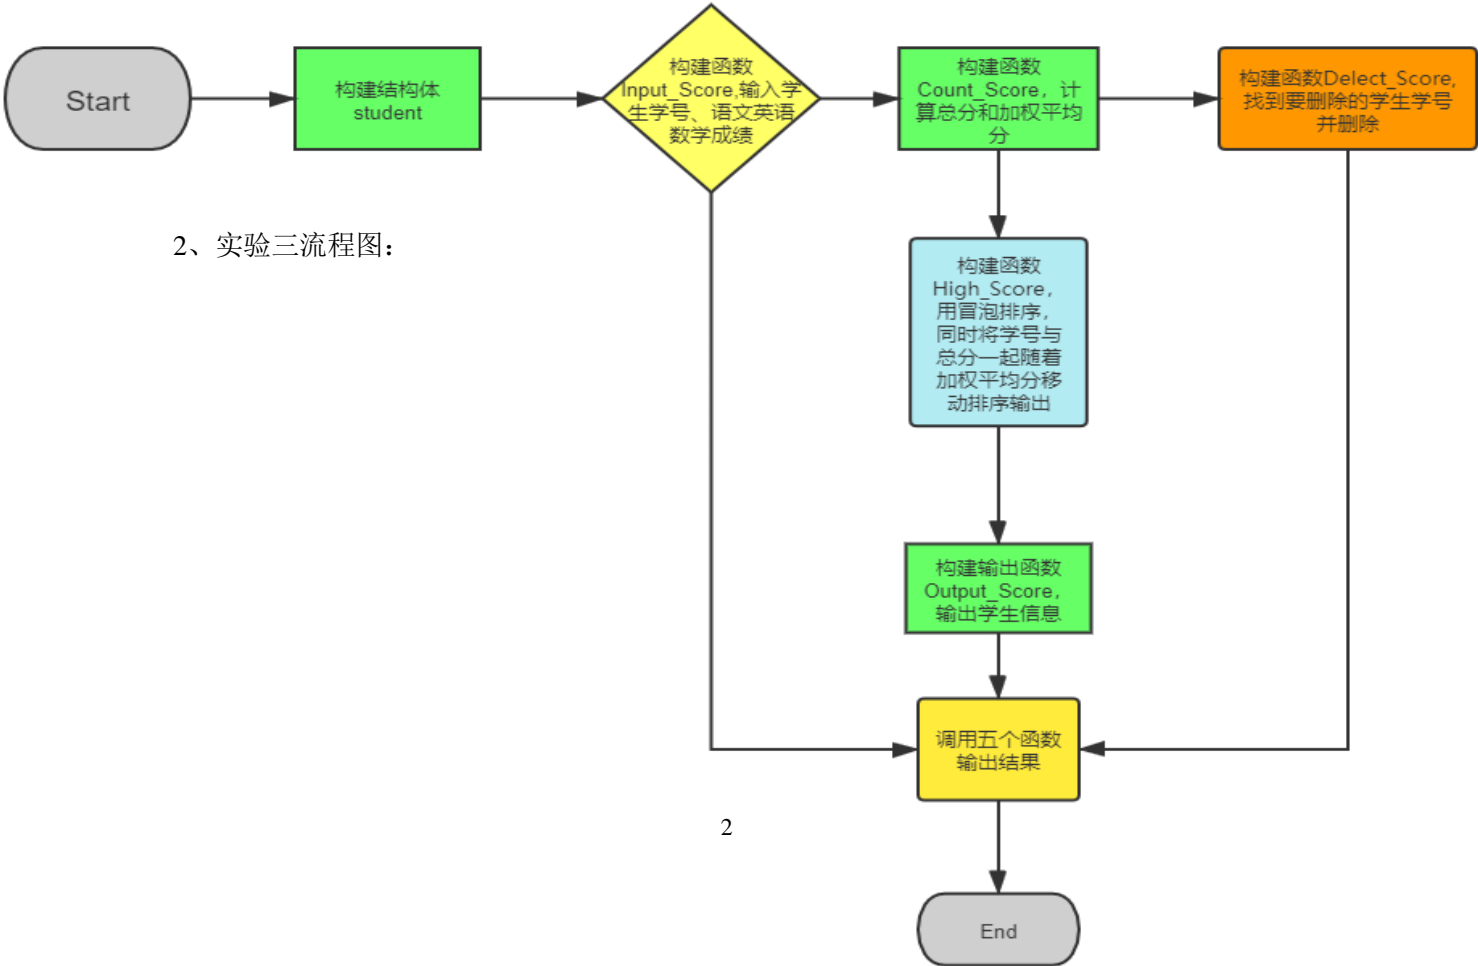 Start
构建结构体
student
构建函数
Input_Score,输入学
生学号、语文英语
数学成绩
构建函数
Count_Score，计
算总分和加权平均
分
构建函数Delect_Score,
找到要删除的学生学号
并删除
2、实验三流程图：
构建函数
High_Score，
用冒泡排序，
同时将学号与
总分一起随着
加权平均分移
动排序输出
构建输出函数
Output_Score，
输出学生信息
调用五个函数
输出结果
2
End